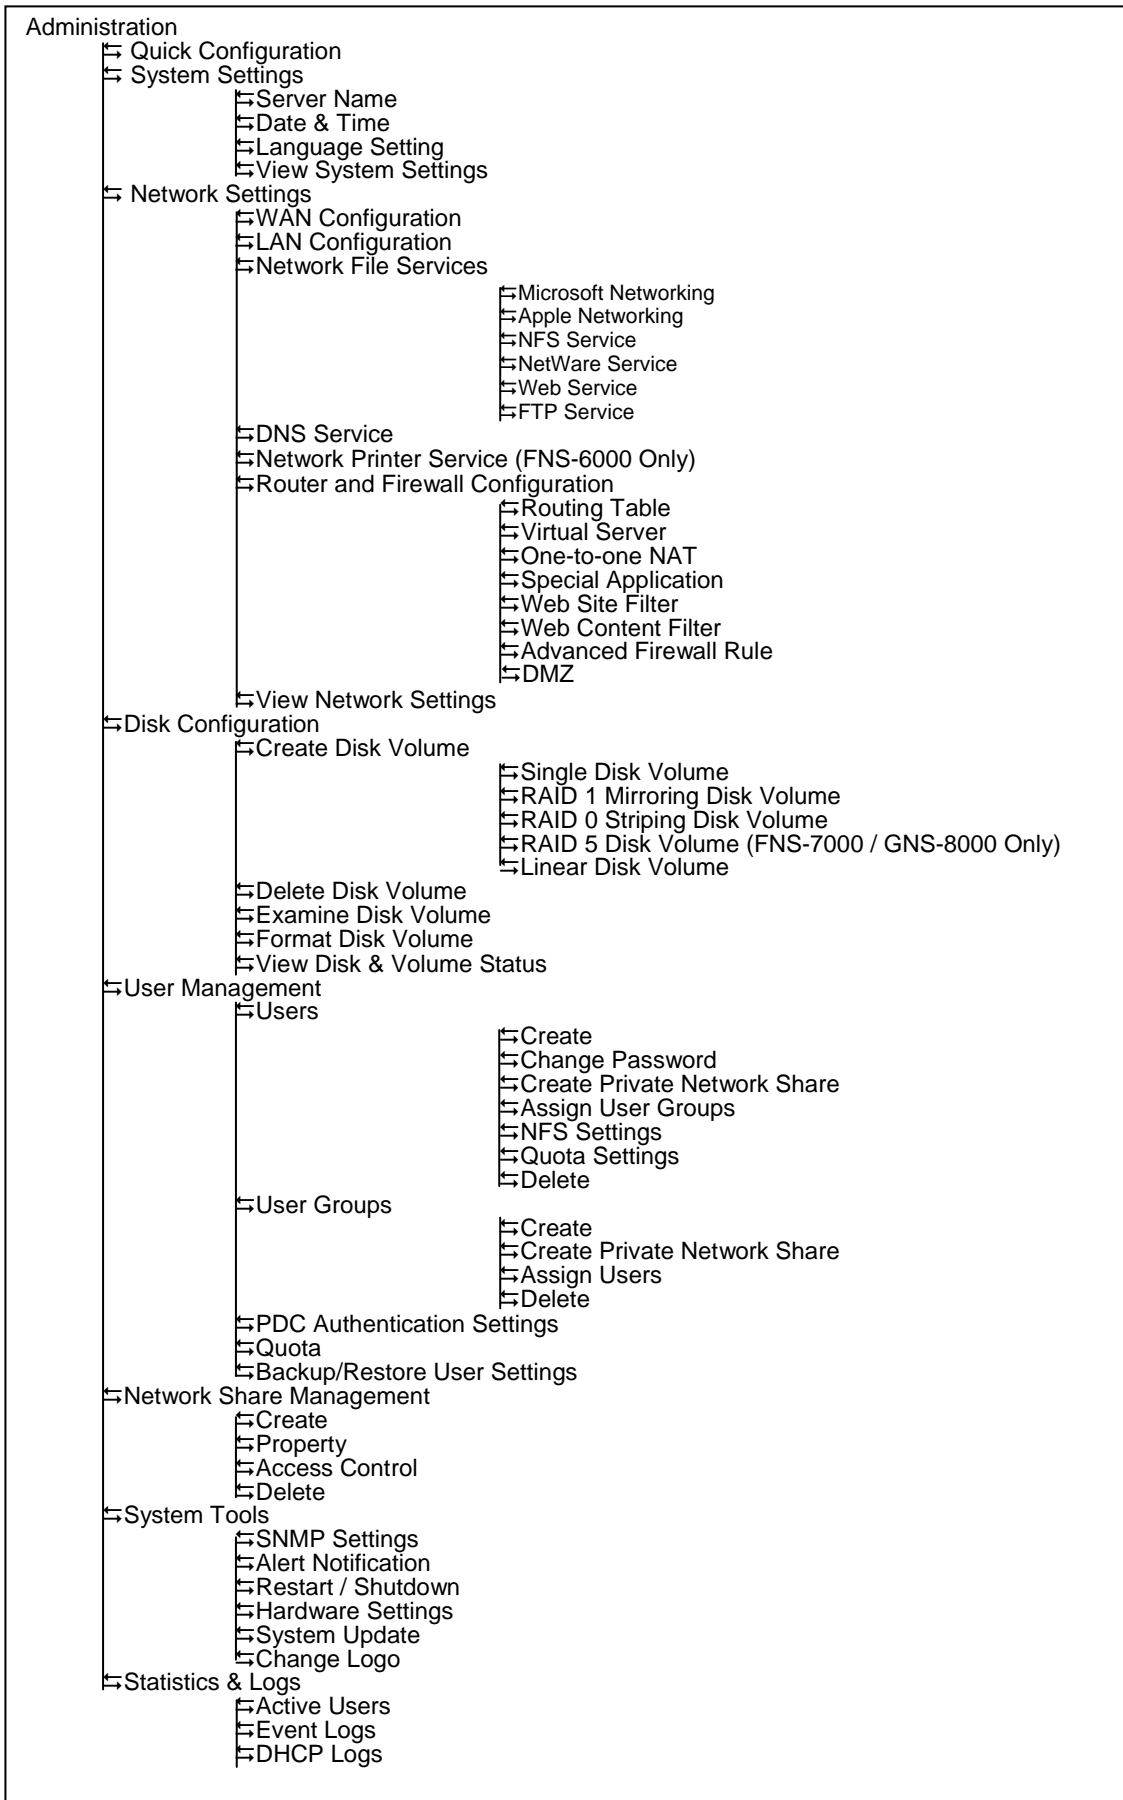 Administration
Quick Configuration
System Settings
Server Name
Date & Time
Language Setting
View System Settings
Network Settings
WAN Configuration
LAN Configuration
Network File Services
Microsoft Networking
Apple Networking
NFS Service
NetWare Service
Web Service
FTP Service
DNS Service
Network Printer Service (FNS-6000 Only)
Router and Firewall Configuration
Routing Table
Virtual Server
One-to-one NAT
Special Application
Web Site Filter
Web Content Filter
Advanced Firewall Rule
DMZ
View Network Settings
Disk Configuration
Create Disk Volume
Single Disk Volume
RAID 1 Mirroring Disk Volume
RAID 0 Striping Disk Volume
RAID 5 Disk Volume (FNS-7000 / GNS-8000 Only)
Linear Disk Volume
Delete Disk Volume
Examine Disk Volume
Format Disk Volume
View Disk & Volume Status
User Management
Users
Create
Change Password
Create Private Network Share
Assign User Groups
NFS Settings
Quota Settings
Delete
User Groups
Create
Create Private Network Share
Assign Users
Delete
PDC Authentication Settings
Quota
Backup/Restore User Settings
Network Share Management
Create
Property
Access Control
Delete
System Tools
SNMP Settings
Alert Notification
Restart / Shutdown
Hardware Settings
System Update
Change Logo
Statistics & Logs
Active Users
Event Logs
DHCP Logs